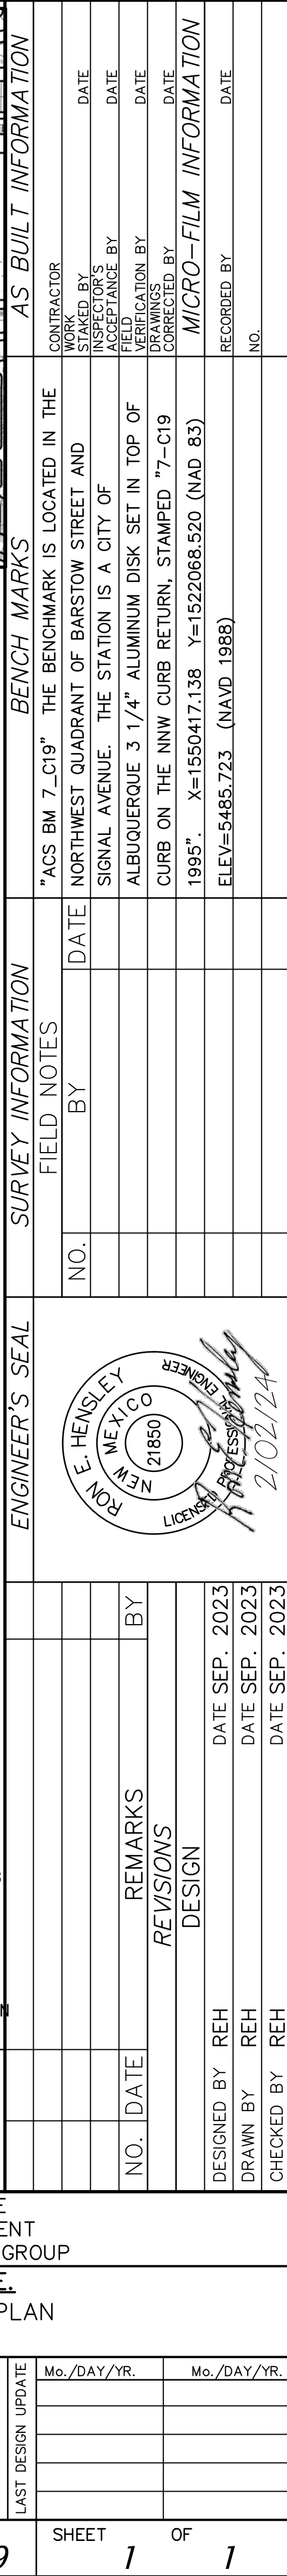 AS BUILT INFORMATION
CONTRACTOR
WORK
STAKED BY DATE
INSPECTOR'S
ACCEPTANCE BY DATE
FIELD
VERIFICATION BY DATE
DRAWINGS
CORRECTED BY DATE
MICRO-FILM INFORMATION
RECORDED BY DATE
NO.
BENCH MARKS
"ACS BM 7_C19" THE BENCHMARK IS LOCATED IN THE
NORTHWEST QUADRANT OF BARSTOW STREET AND
SIGNAL AVENUE. THE STATION IS A CITY OF
ALBUQUERQUE 3 1/4" ALUMINUM DISK SET IN TOP OF
CURB ON THE NNW CURB RETURN, STAMPED "7-C19
1995". X=1550417.138 Y=1522068.520 (NAD 83)
ELEV=5485.723 (NAVD 1988)
SURVEY INFORMATION
FIELD NOTES
NO. BY DATE
ENGINEER'S SEAL
RON E. HENSLEY
NEW MEXICO
21850
LICENSED PROFESSIONAL ENGINEER
2/02/24
NO. DATE REMARKS BY
REVISIONS
DESIGN
DESIGNED BY REH DATE SEP. 2023
DRAWN BY REH DATE SEP. 2023
CHECKED BY REH DATE SEP. 2023
ENT
GROUP
E.
PLAN
LAST DESIGN UPDATE
Mo./DAY/YR. Mo./DAY/YR.
SHEET 1 OF 1